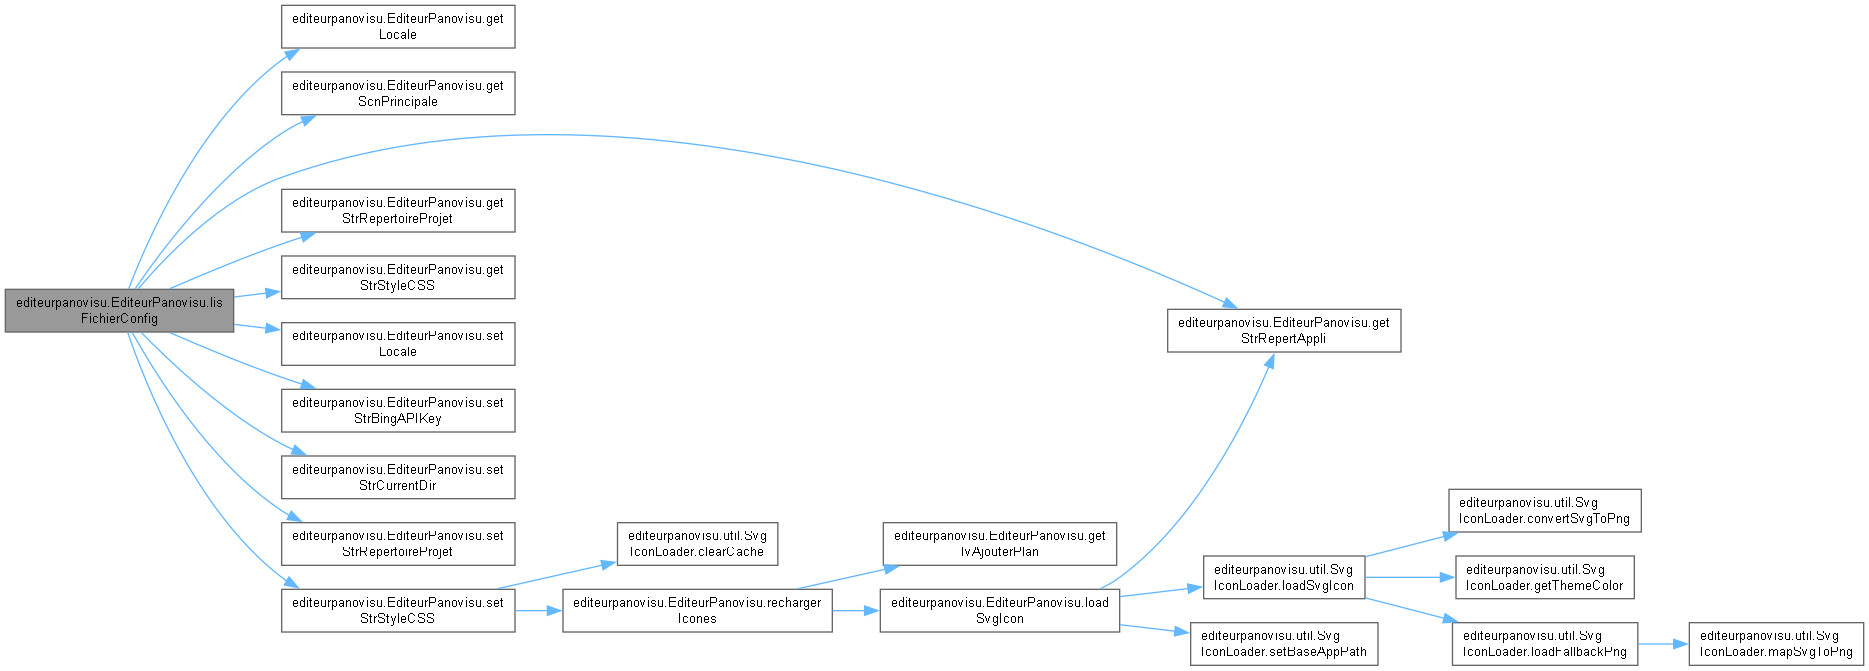 editeurpanovisu.EditeurPanovisu.get
Locale
editeurpanovisu.EditeurPanovisu.get
ScnPrincipale
editeurpanovisu.EditeurPanovisu.get
StrRepertoireProjet
editeurpanovisu.EditeurPanovisu.get
StrStyleCSS
editeurpanovisu.EditeurPanovisu.lis
FichierConfig
editeurpanovisu.EditeurPanovisu.get
StrRepertAppli
editeurpanovisu.EditeurPanovisu.set
Locale
editeurpanovisu.EditeurPanovisu.set
StrBingAPIKey
editeurpanovisu.EditeurPanovisu.set
StrCurrentDir
editeurpanovisu.EditeurPanovisu.set
StrRepertoireProjet
editeurpanovisu.EditeurPanovisu.set
StrStyleCSS
editeurpanovisu.util.Svg
IconLoader.clearCache
editeurpanovisu.EditeurPanovisu.recharger
Icones
editeurpanovisu.EditeurPanovisu.get
IvAjouterPlan
editeurpanovisu.EditeurPanovisu.load
SvgIcon
editeurpanovisu.util.Svg
IconLoader.loadSvgIcon
editeurpanovisu.util.Svg
IconLoader.setBaseAppPath
editeurpanovisu.util.Svg
IconLoader.convertSvgToPng
editeurpanovisu.util.Svg
IconLoader.getThemeColor
editeurpanovisu.util.Svg
IconLoader.loadFallbackPng
editeurpanovisu.util.Svg
IconLoader.mapSvgToPng